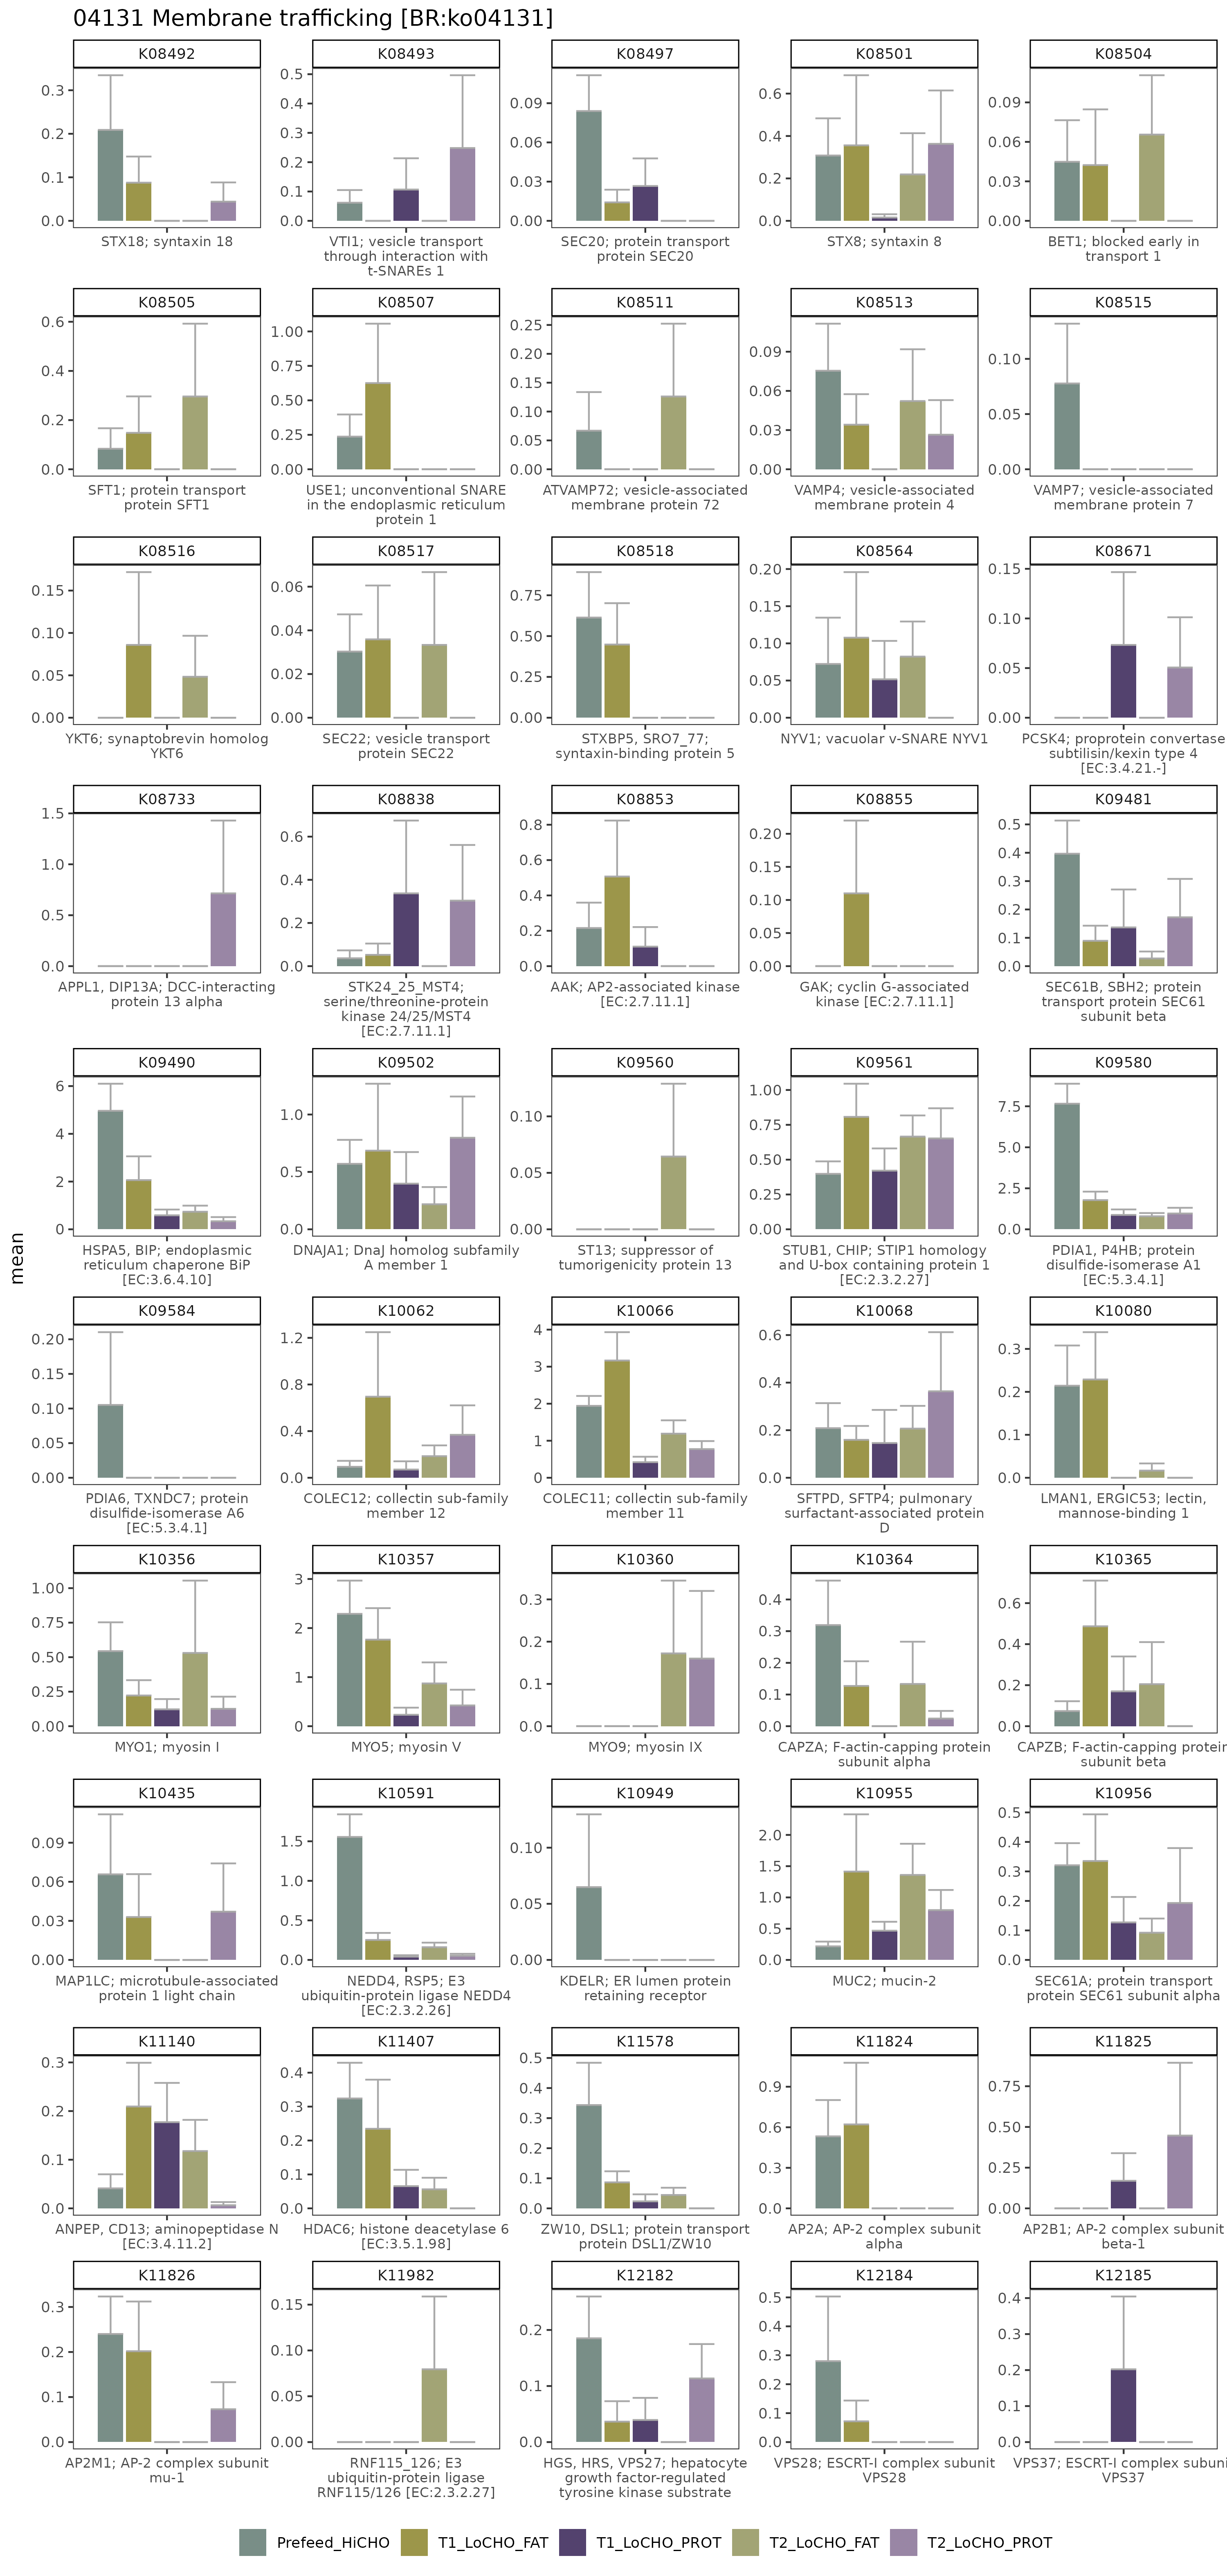 04131 Membrane trafficking [BR:ko04131]
K08492 K08493 K08497 K08501 K08504
0.3 0.2 0.1 0.0
0.5 0.4 0.3 0.2 0.1 0.0
0.09 0.06 0.03 0.00
0.6 0.4 0.2 0.0
0.09 0.06 0.03 0.00
STX18; syntaxin 18
VTI1; vesicle transport
through interaction with
t-SNAREs 1
SEC20; protein transport
protein SEC20
STX8; syntaxin 8
BET1; blocked early in
transport 1
K08505 K08507 K08511 K08513 K08515
0.6 0.4 0.2 0.0
1.00 0.75 0.50 0.25 0.00
0.25 0.20 0.15 0.10 0.05 0.00
0.09 0.06 0.03 0.00
0.10 0.05 0.00
SFT1; protein transport
protein SFT1
USE1; unconventional SNARE
in the endoplasmic reticulum
protein 1
ATVAMP72; vesicle-associated
membrane protein 72
VAMP4; vesicle-associated
membrane protein 4
VAMP7; vesicle-associated
membrane protein 7
K08516 K08517 K08518 K08564 K08671
0.15 0.10 0.05 0.00
0.06 0.04 0.02 0.00
0.75 0.50 0.25 0.00
0.20 0.15 0.10 0.05 0.00
0.15 0.10 0.05 0.00
YKT6; synaptobrevin homolog
YKT6
SEC22; vesicle transport
protein SEC22
STXBP5, SRO7_77;
syntaxin-binding protein 5
NYV1; vacuolar v-SNARE NYV1
PCSK4; proprotein convertase
subtilisin/kexin type 4
[EC:3.4.21.-]
K08733 K08838 K08853 K08855 K09481
1.5 1.0 0.5 0.0
0.6 0.4 0.2 0.0
0.8 0.6 0.4 0.2 0.0
0.20 0.15 0.10 0.05 0.00
0.5 0.4 0.3 0.2 0.1 0.0
APPL1, DIP13A; DCC-interacting
protein 13 alpha
STK24_25_MST4;
serine/threonine-protein
kinase 24/25/MST4
[EC:2.7.11.1]
AAK; AP2-associated kinase
[EC:2.7.11.1]
GAK; cyclin G-associated
kinase [EC:2.7.11.1]
SEC61B, SBH2; protein
transport protein SEC61
subunit beta
K09490 K09502 K09560 K09561 K09580
6 4 2 0
1.0 0.5 0.0
0.10 0.05 0.00
1.00 0.75 0.50 0.25 0.00
7.5 5.0 2.5 0.0
HSPA5, BIP; endoplasmic
reticulum chaperone BiP
[EC:3.6.4.10]
DNAJA1; DnaJ homolog subfamily
A member 1
ST13; suppressor of
tumorigenicity protein 13
STUB1, CHIP; STIP1 homology
and U-box containing protein 1
[EC:2.3.2.27]
PDIA1, P4HB; protein
disulfide-isomerase A1
[EC:5.3.4.1]
mean
K09584 K10062 K10066 K10068 K10080
0.20 0.15 0.10 0.05 0.00
1.2 0.8 0.4 0.0
4 3 2 1 0
0.6 0.4 0.2 0.0
0.3 0.2 0.1 0.0
PDIA6, TXNDC7; protein
disulfide-isomerase A6
[EC:5.3.4.1]
COLEC12; collectin sub-family
member 12
COLEC11; collectin sub-family
member 11
SFTPD, SFTP4; pulmonary
surfactant-associated protein
D
LMAN1, ERGIC53; lectin,
mannose-binding 1
K10356 K10357 K10360 K10364 K10365
1.00 0.75 0.50 0.25 0.00
3 2 1 0
0.3 0.2 0.1 0.0
0.4 0.3 0.2 0.1 0.0
0.6 0.4 0.2 0.0
MYO1; myosin I
MYO5; myosin V
MYO9; myosin IX
CAPZA; F-actin-capping protein
subunit alpha
CAPZB; F-actin-capping protein
subunit beta
K10435 K10591 K10949 K10955 K10956
0.09 0.06 0.03 0.00
1.5 1.0 0.5 0.0
0.10 0.05 0.00
2.0 1.5 1.0 0.5 0.0
0.5 0.4 0.3 0.2 0.1 0.0
MAP1LC; microtubule-associated
protein 1 light chain
NEDD4, RSP5; E3
ubiquitin-protein ligase NEDD4
[EC:2.3.2.26]
KDELR; ER lumen protein
retaining receptor
MUC2; mucin-2
SEC61A; protein transport
protein SEC61 subunit alpha
K11140 K11407 K11578 K11824 K11825
0.3 0.2 0.1 0.0
0.4 0.3 0.2 0.1 0.0
0.5 0.4 0.3 0.2 0.1 0.0
0.9 0.6 0.3 0.0
0.75 0.50 0.25 0.00
ANPEP, CD13; aminopeptidase N
[EC:3.4.11.2]
HDAC6; histone deacetylase 6
[EC:3.5.1.98]
ZW10, DSL1; protein transport
protein DSL1/ZW10
AP2A; AP-2 complex subunit
alpha
AP2B1; AP-2 complex subunit
beta-1
K11826 K11982 K12182 K12184 K12185
0.3 0.2 0.1 0.0
0.15 0.10 0.05 0.00
0.2 0.1 0.0
0.5 0.4 0.3 0.2 0.1 0.0
0.4 0.3 0.2 0.1 0.0
AP2M1; AP-2 complex subunit
mu-1
RNF115_126; E3
ubiquitin-protein ligase
RNF115/126 [EC:2.3.2.27]
HGS, HRS, VPS27; hepatocyte
growth factor-regulated
tyrosine kinase substrate
VPS28; ESCRT-I complex subunit
VPS28
VPS37; ESCRT-I complex subunit
VPS37
Prefeed_HiCHO T1_LoCHO_FAT T1_LoCHO_PROT T2_LoCHO_FAT T2_LoCHO_PROT